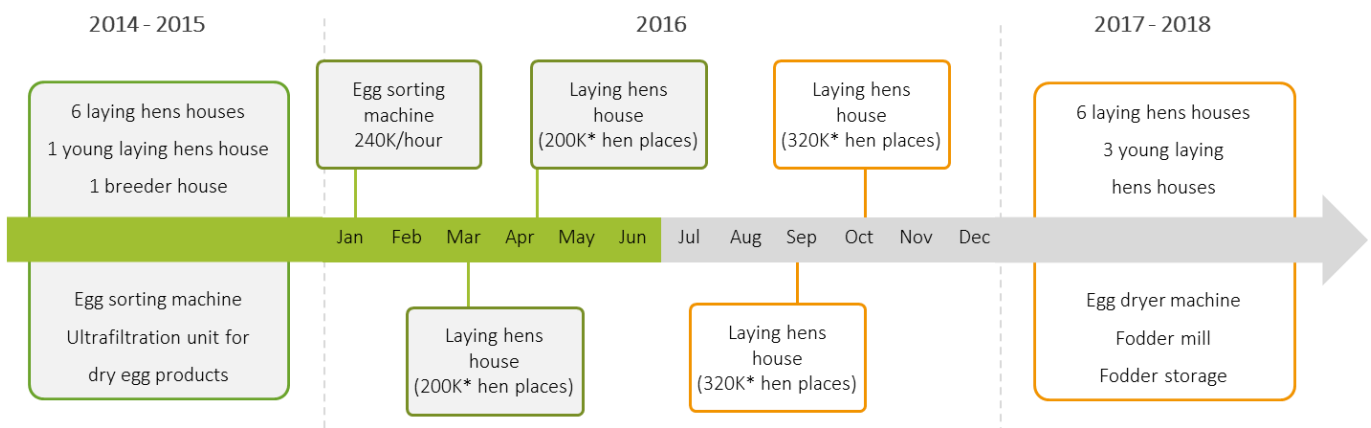 2014 - 2015
2016
2017 - 2018
6 laying hens houses
1 young laying hens house
1 breeder house
Egg sorting
machine
240K/hour
Laying hens
house
(200K* hen places)
Laying hens
house
(320K* hen places)
6 laying hens houses
3 young laying
hens houses
Jan Feb Mar Apr May Jun Jul Aug Sep Oct Nov Dec
Egg sorting machine
Ultrafiltration unit for
dry egg products
Laying hens
house
(200K* hen places)
Laying hens
house
(320K* hen places)
Egg dryer machine
Fodder mill
Fodder storage